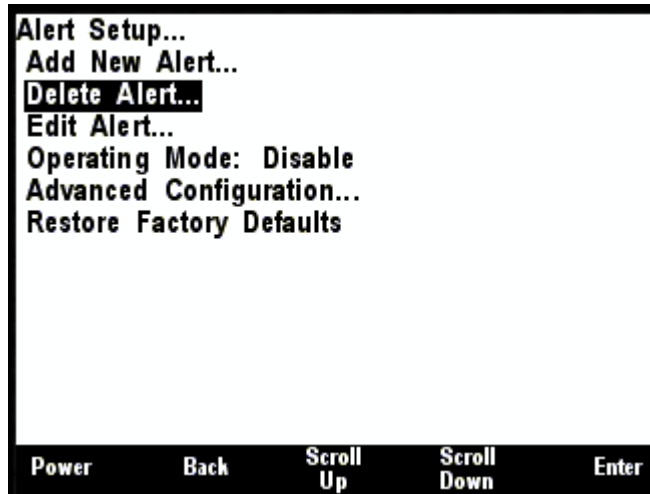 Alert Setup...
Add New Alert...
Delete Alert...
Edit Alert...
Operating Mode: Disable
Advanced Configuration...
Restore Factory Defaults
Power Back Scroll Up Scroll Down Enter